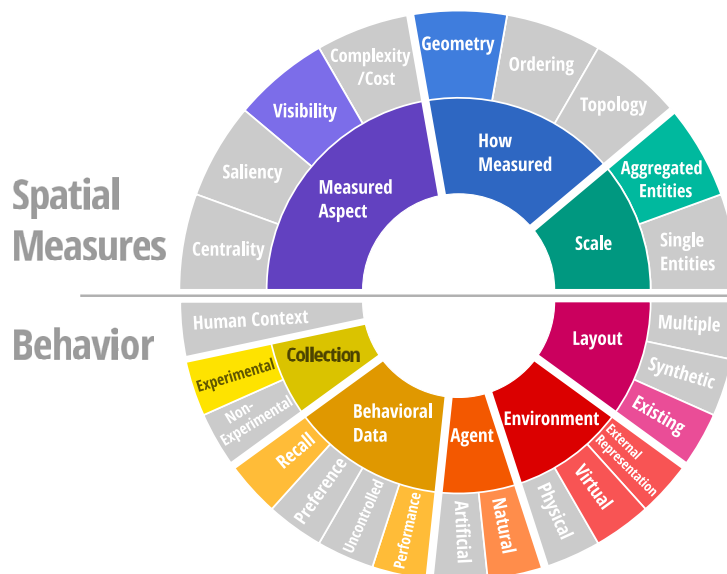 Spatial
Measures
Behavior
Centrality
Saliency
Visibility
Complexity
/Cost
Measured
Aspect
Geometry
Ordering
Topology
How
Measured
Aggregated
Entities
Single
Entities
Scale
Human Context
Experimental
Non-
Experimental
Collection
Recall
Preference
Uncontrolled
Performance
Behavioral
Data
Artificial
Natural
Agent
Physical
Virtual
External
Representation
Environment
Multiple
Synthetic
Existing
Layout